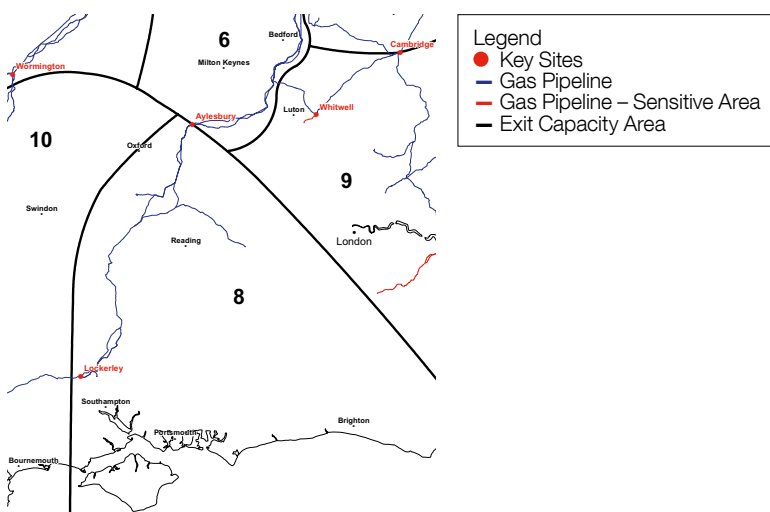 6
Bedford
Cambridge
Milton Keynes
Wormington
Luton
Whitwell
Aylesbury
10
Oxford
9
Swindon
London
Reading
8
Lockerley
Southampton
Portsmouth
Brighton
Bournemouth
Legend
Key Sites
Gas Pipeline
Gas Pipeline – Sensitive Area
Exit Capacity Area